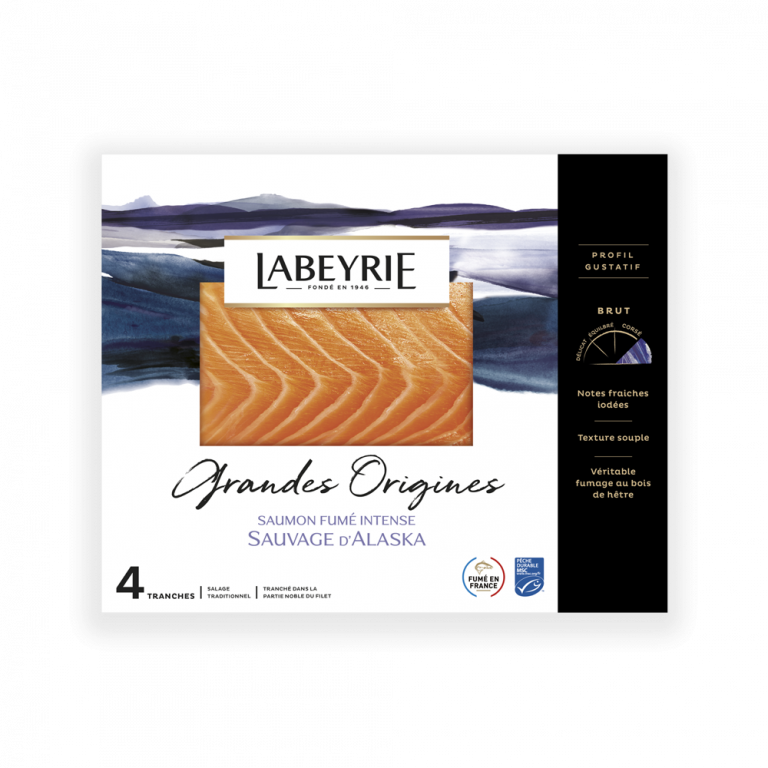 LABEYRIE
FONDÉ EN 1946
Grandes Origines
SAUMON FUMÉ INTENSE
SAUVAGE D'ALASKA
4 TRANCHES
SALAGE
TRADITIONNEL
TRANCHÉ DANS LA
PARTIE NOBLE DU FILET
FUMÉ EN
FRANCE
PÊCHE
DURABLE
MSC
PROFIL
GUSTATIF
BRUT
DÉLICAT ÉQUILIBRÉ CORSÉ
Notes fraiches
iodées
Texture souple
Véritable
fumage au bois
de hêtre